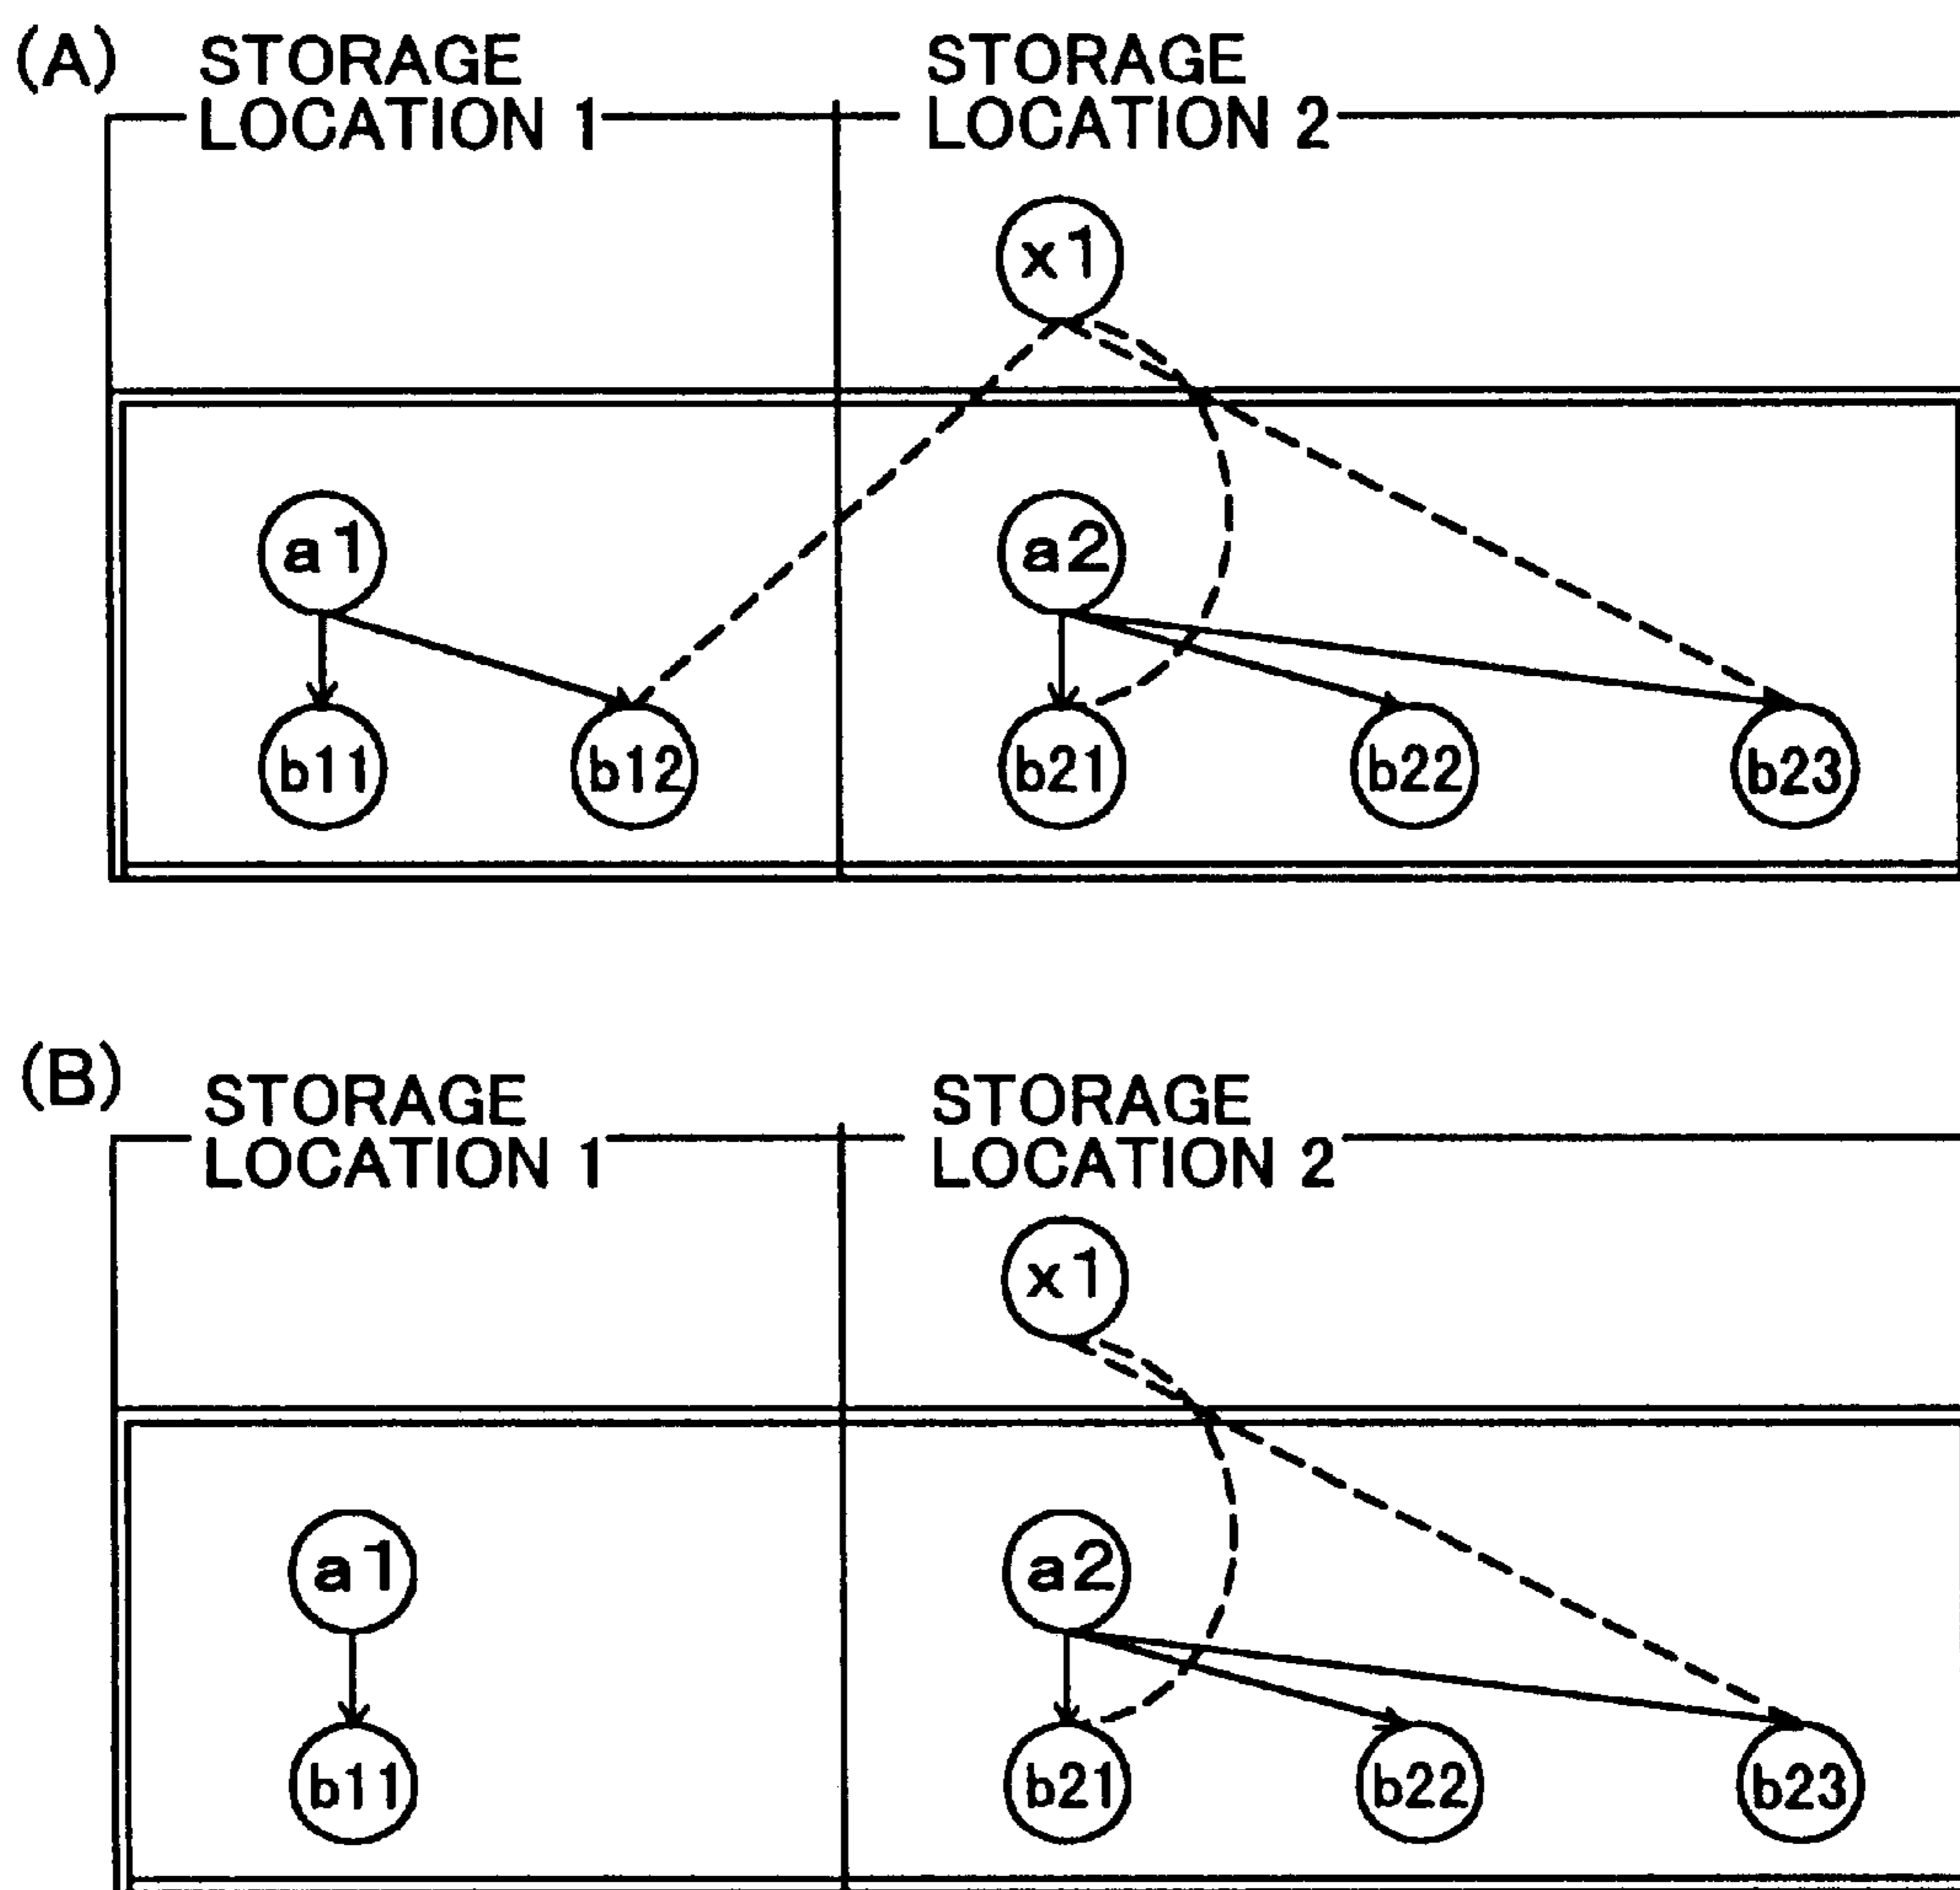 (A) STORAGE LOCATION 1
STORAGE LOCATION 2
x1
a1
a2
b11
b12
b21
b22
b23
(B) STORAGE LOCATION 1
STORAGE LOCATION 2
x1
a1
a2
b11
b21
b22
b23